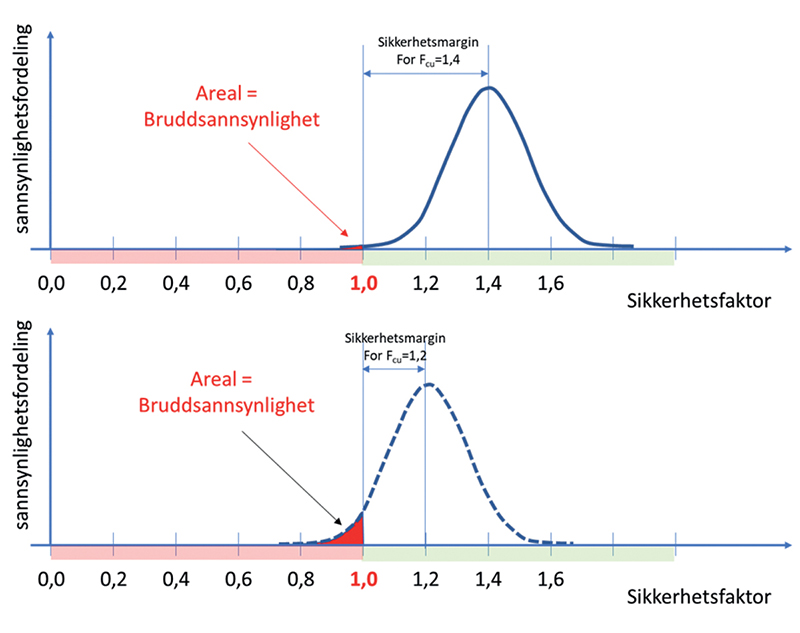 sannsynlighetsfordeling
Sikkerhetsmargin
For Fcu=1,4
Areal =
Bruddsannsynlighet
0,0 0,2 0,4 0,6 0,8 1,0 1,2 1,4 1,6
Sikkerhetsfaktor
sannsynlighetsfordeling
Sikkerhetsmargin
For Fcu=1,2
Areal =
Bruddsannsynlighet
0,0 0,2 0,4 0,6 0,8 1,0 1,2 1,4 1,6
Sikkerhetsfaktor